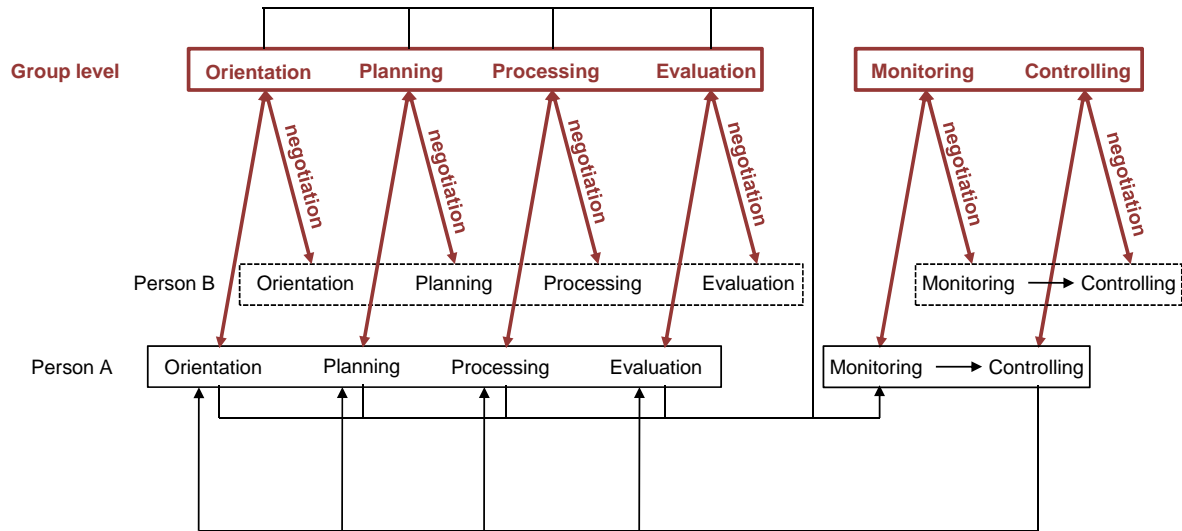 Group level Orientation Planning Processing Evaluation Monitoring Controlling
negotiation negotiation negotiation negotiation negotiation negotiation
Person B Orientation Planning Processing Evaluation Monitoring Controlling
Person A Orientation Planning Processing Evaluation Monitoring Controlling